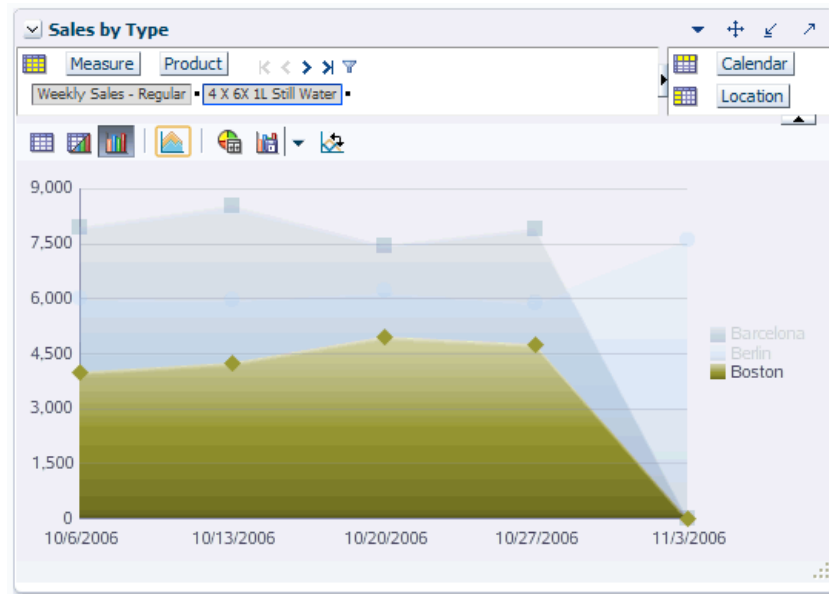 Sales by Type
Measure Product
Calendar
Weekly Sales - Regular 4 X 6X 1L Still Water
Location
9,000
7,500
6,000
4,500
3,000
1,500
0
10/6/2006 10/13/2006 10/20/2006 10/27/2006 11/3/2006
Barcelona
Berlin
Boston